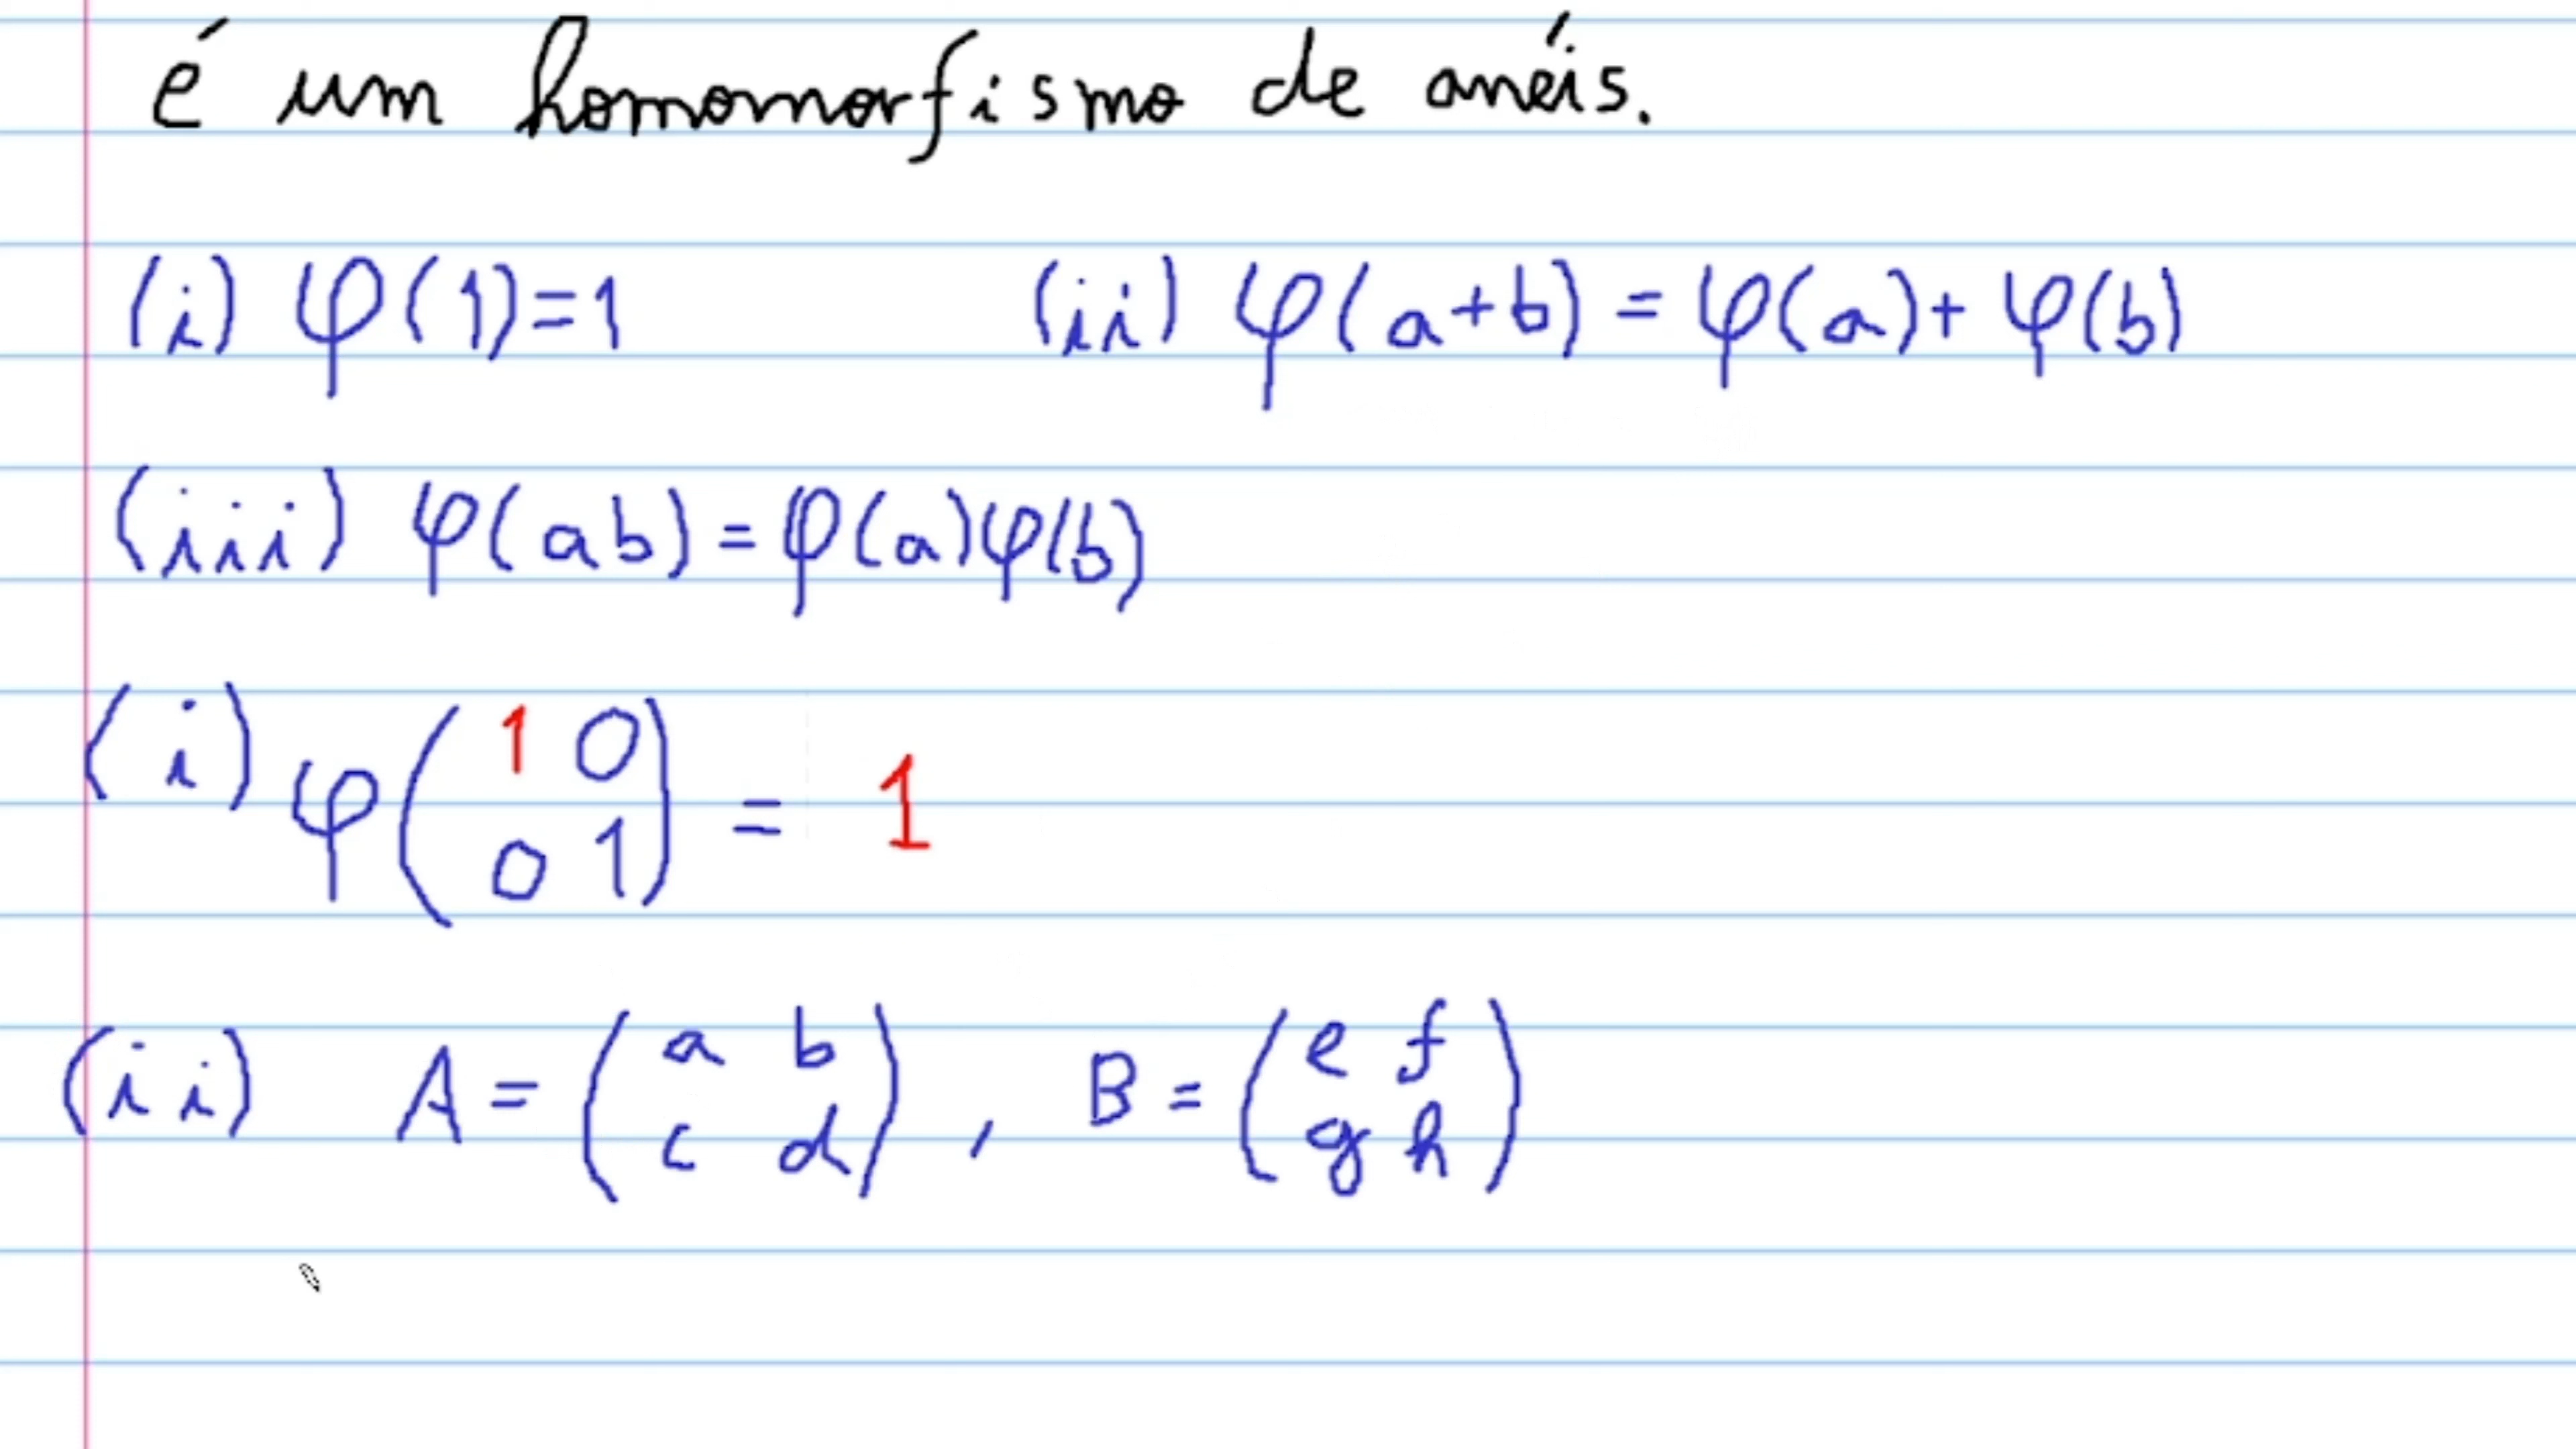 é um homomorfismo de anéis.
(i) φ(1)=1 (ii) φ(a+b) = φ(a)+ φ(b)
(iii) φ(ab) = φ(a)φ(b)
(i) φ(1 0
0 1) = 1
(ii) A = (a b
c d) , B = (e f
g h)